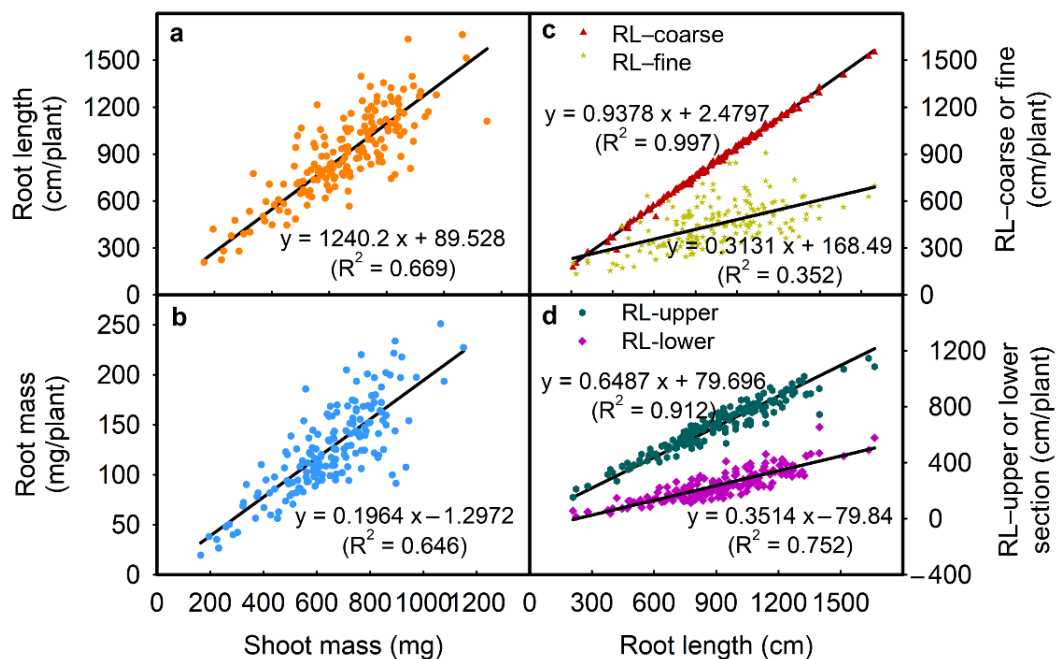 a
1500
1200
900
600
300
0
Root length
(cm/plant)
y = 1240.2 x + 89.528
(R² = 0.669)
c
RL–coarse
RL–fine
y = 0.9378 x + 2.4797
(R² = 0.997)
y = 0.3131 x + 168.49
(R² = 0.352)
1500
1200
900
600
300
0
RL–coarse or fine
(cm/plant)
b
250
200
150
100
50
0
Root mass
(mg/plant)
y = 0.1964 x – 1.2972
(R² = 0.646)
0 200 400 600 800 1000 1200
Shoot mass (mg)
d
RL-upper
RL-lower
y = 0.6487 x + 79.696
(R² = 0.912)
y = 0.3514 x – 79.84
(R² = 0.752)
1200
800
400
0
–400
RL–upper or lower
section (cm/plant)
0 300 600 900 1200 1500
Root length (cm)